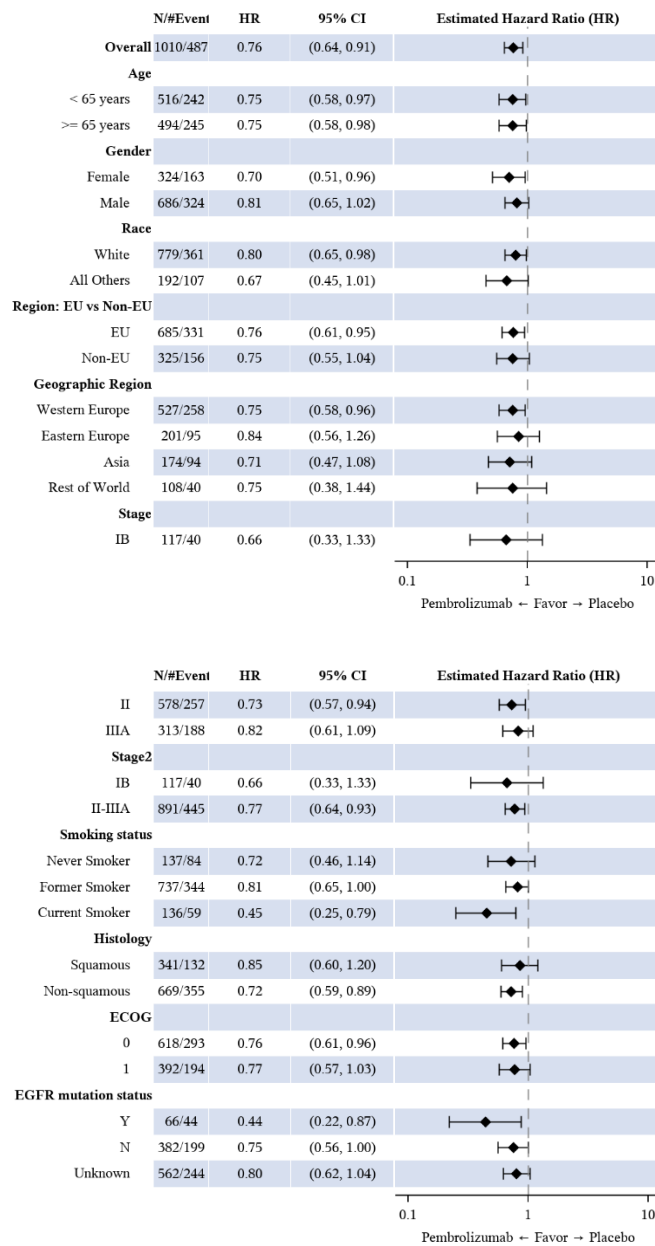 N/#Event HR 95% CI Estimated Hazard Ratio (HR)
Overall 1010/487 0.76 (0.64, 0.91)
Age
< 65 years 516/242 0.75 (0.58, 0.97)
>= 65 years 494/245 0.75 (0.58, 0.98)
Gender
Female 324/163 0.70 (0.51, 0.96)
Male 686/324 0.81 (0.65, 1.02)
Race
White 779/361 0.80 (0.65, 0.98)
All Others 192/107 0.67 (0.45, 1.01)
Region: EU vs Non-EU
EU 685/331 0.76 (0.61, 0.95)
Non-EU 325/156 0.75 (0.55, 1.04)
Geographic Region
Western Europe 527/258 0.75 (0.58, 0.96)
Eastern Europe 201/95 0.84 (0.56, 1.26)
Asia 174/94 0.71 (0.47, 1.08)
Rest of World 108/40 0.75 (0.38, 1.44)
Stage
IB 117/40 0.66 (0.33, 1.33)
0.1 1 10
Pembrolizumab ← Favor → Placebo
N/#Event HR 95% CI Estimated Hazard Ratio (HR)
II 578/257 0.73 (0.57, 0.94)
IIIA 313/188 0.82 (0.61, 1.09)
Stage2
IB 117/40 0.66 (0.33, 1.33)
II-IIIA 891/445 0.77 (0.64, 0.93)
Smoking status
Never Smoker 137/84 0.72 (0.46, 1.14)
Former Smoker 737/344 0.81 (0.65, 1.00)
Current Smoker 136/59 0.45 (0.25, 0.79)
Histology
Squamous 341/132 0.85 (0.60, 1.20)
Non-squamous 669/355 0.72 (0.59, 0.89)
ECOG
0 618/293 0.76 (0.61, 0.96)
1 392/194 0.77 (0.57, 1.03)
EGFR mutation status
Y 66/44 0.44 (0.22, 0.87)
N 382/199 0.75 (0.56, 1.00)
Unknown 562/244 0.80 (0.62, 1.04)
0.1 1 10
Pembrolizumab ← Favor → Placebo